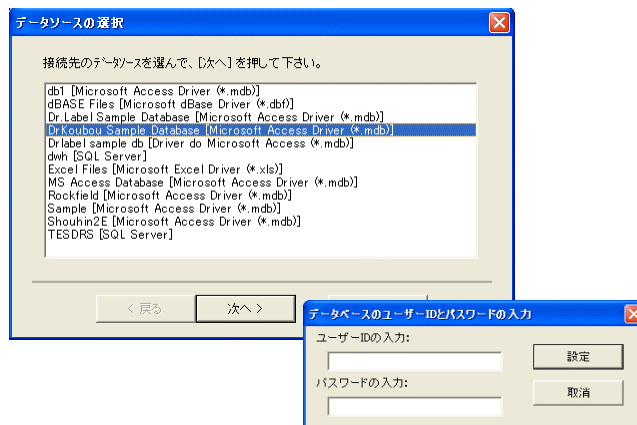 データソースの選択
接続先のデータソースを選んで、[次へ] を押して下さい。
db1 [Microsoft Access Driver (*.mdb)]
dBASE Files [Microsoft dBase Driver (*.dbf)]
Dr.Label Sample Database [Microsoft Access Driver (*.mdb)]
DrKoubou Sample Database [Microsoft Access Driver (*.mdb)]
Drlabel sample db [Driver do Microsoft Access (*.mdb)]
dwh [SQL Server]
Excel Files [Microsoft Excel Driver (*.xls)]
MS Access Database [Microsoft Access Driver (*.mdb)]
Rockfield [Microsoft Access Driver (*.mdb)]
Sample [Microsoft Access Driver (*.mdb)]
Shouhin2E [Microsoft Access Driver (*.mdb)]
TESDRS [SQL Server]
< 戻る
次へ >
データベースのユーザーIDとパスワードの入力
ユーザーIDの入力:
設定
パスワードの入力:
取消